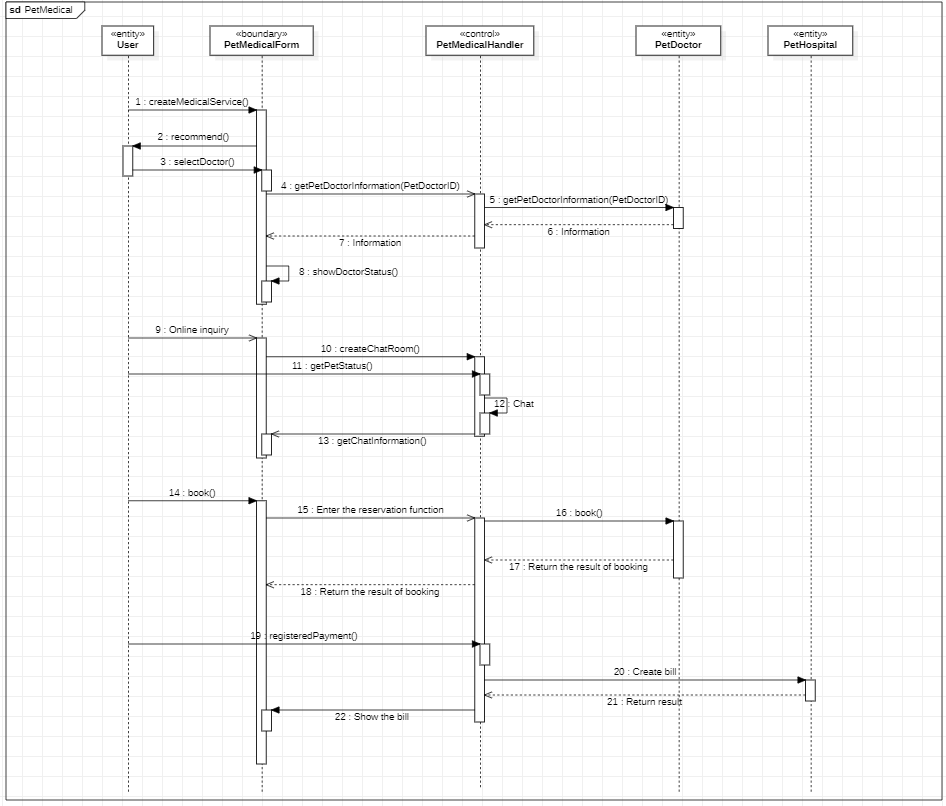 sd PetMedical
«entity»
User
«boundary»
PetMedicalForm
«control»
PetMedicalHandler
«entity»
PetDoctor
«entity»
PetHospital
1 : createMedicalService()
2 : recommend()
3 : selectDoctor()
4 : getPetDoctorInformation(PetDoctorID)
5 : getPetDoctorInformation(PetDoctorID)
6 : Information
7 : Information
8 : showDoctorStatus()
9 : Online inquiry
10 : createChatRoom()
11 : getPetStatus()
12 : Chat
13 : getChatInformation()
14 : book()
15 : Enter the reservation function
16 : book()
17 : Return the result of booking
18 : Return the result of booking
19 : registeredPayment()
20 : Create bill
21 : Return result
22 : Show the bill